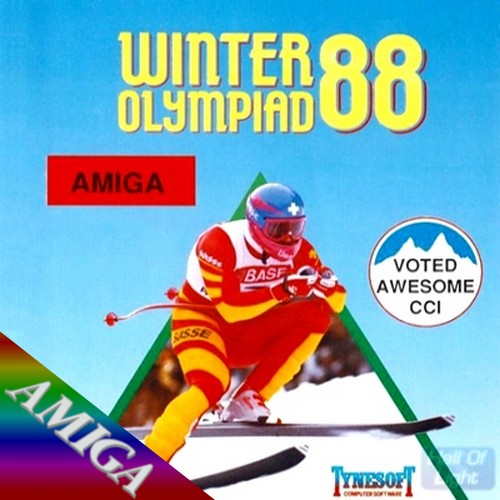 WINTER
OLYMPIAD 88
AMIGA
VOTED
AWESOME
CCI
BASE
SUISSE
AMIGA
TYNESOFT
COMPUTER SOFTWARE
Hall Of
Light